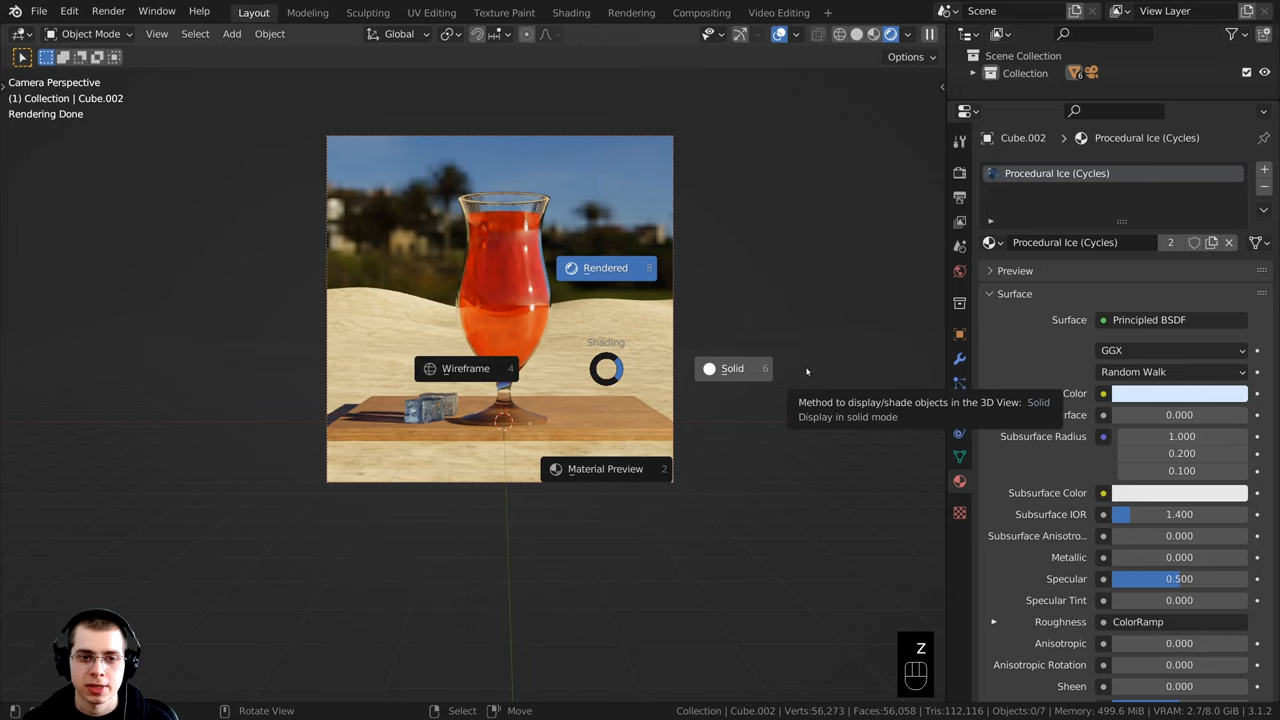 File Edit Render Window Help Layout Modeling Sculpting UV Editing Texture Paint Shading Rendering Compositing Video Editing + Scene View Layer
Object Mode View Select Add Object Global
Options
Camera Perspective
(1) Collection | Cube.002
Rendering Done
Scene Collection
Collection 6
Cube.002 > Procedural Ice (Cycles)
Procedural Ice (Cycles)
Procedural Ice (Cycles) 2
Preview
Surface
Surface Principled BSDF
GGX
Random Walk
Color
rface 0.000
Subsurface Radius 1.000
0.200
0.100
Subsurface Color
Subsurface IOR 1.400
Subsurface Anisotro... 0.000
Metallic 0.000
Specular 0.500
Specular Tint 0.000
Roughness ColorRamp
Anisotropic 0.000
Anisotropic Rotation 0.000
Sheen 0.000
Rendered 8
Shading
Wireframe 4
Solid 6
Material Preview 2
Method to display/shade objects in the 3D View: Solid
Display in solid mode
Z
Rotate View Select Move Collection | Cube.002 | Verts:56,273 | Faces:56,058 | Tris:112,116 | Objects:0/7 | Memory: 499.6 MiB | VRAM: 2.7/8.0 GiB | 3.1.2